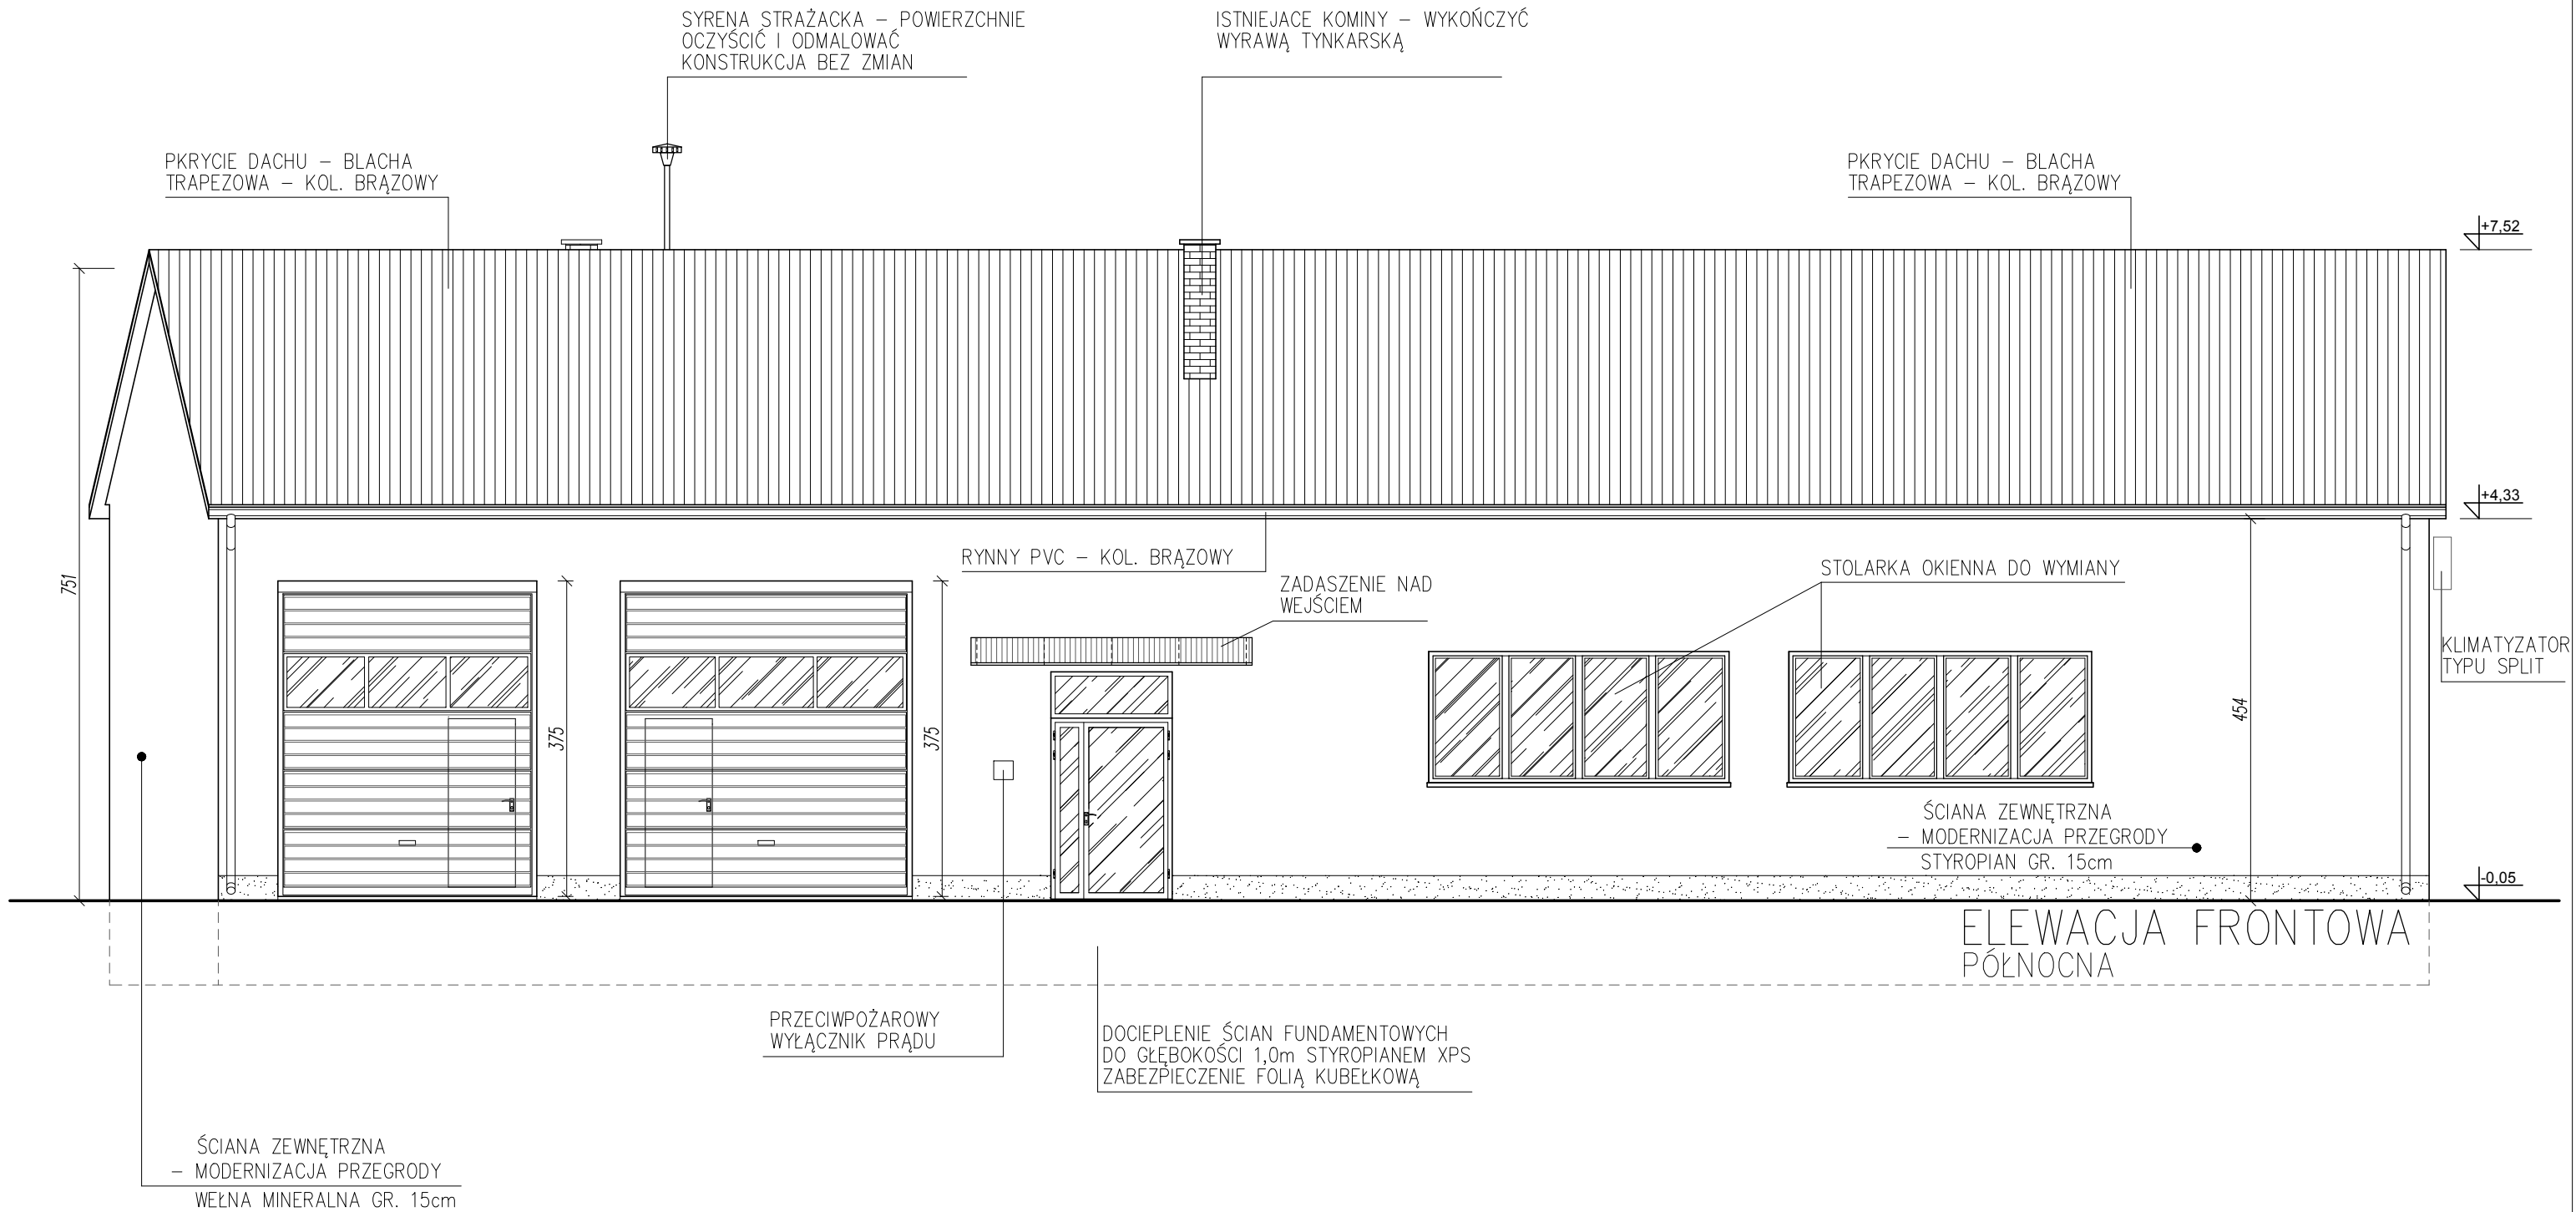 SYRENA STRAŻACKA – POWIERZCHNIE
OCZYŚCIĆ I ODMALOWAĆ
KONSTRUKCJA BEZ ZMIAN
ISTNIEJACE KOMINY – WYKOŃCZYĆ
WYRAWĄ TYNKARSKĄ
PKRYCIE DACHU – BLACHA
TRAPEZOWA – KOL. BRĄZOWY
PKRYCIE DACHU – BLACHA
TRAPEZOWA – KOL. BRĄZOWY
+7,52
+4,33
RYNNY PVC – KOL. BRĄZOWY
ZADASZENIE NAD
WEJŚCIEM
STOLARKA OKIENNA DO WYMIANY
KLIMATYZATOR
TYPU SPLIT
751
375
375
454
ŚCIANA ZEWNĘTRZNA
– MODERNIZACJA PRZEGRODY
STYROPIAN GR. 15cm
-0,05
ELEWACJA FRONTOWA
PÓŁNOCNA
PRZECIWPOŻAROWY
WYŁĄCZNIK PRĄDU
DOCIEPLENIE ŚCIAN FUNDAMENTOWYCH
DO GŁĘBOKOŚCI 1,0m STYROPIANEM XPS
ZABEZPIECZENIE FOLIĄ KUBEŁKOWĄ
ŚCIANA ZEWNĘTRZNA
– MODERNIZACJA PRZEGRODY
WEŁNA MINERALNA GR. 15cm